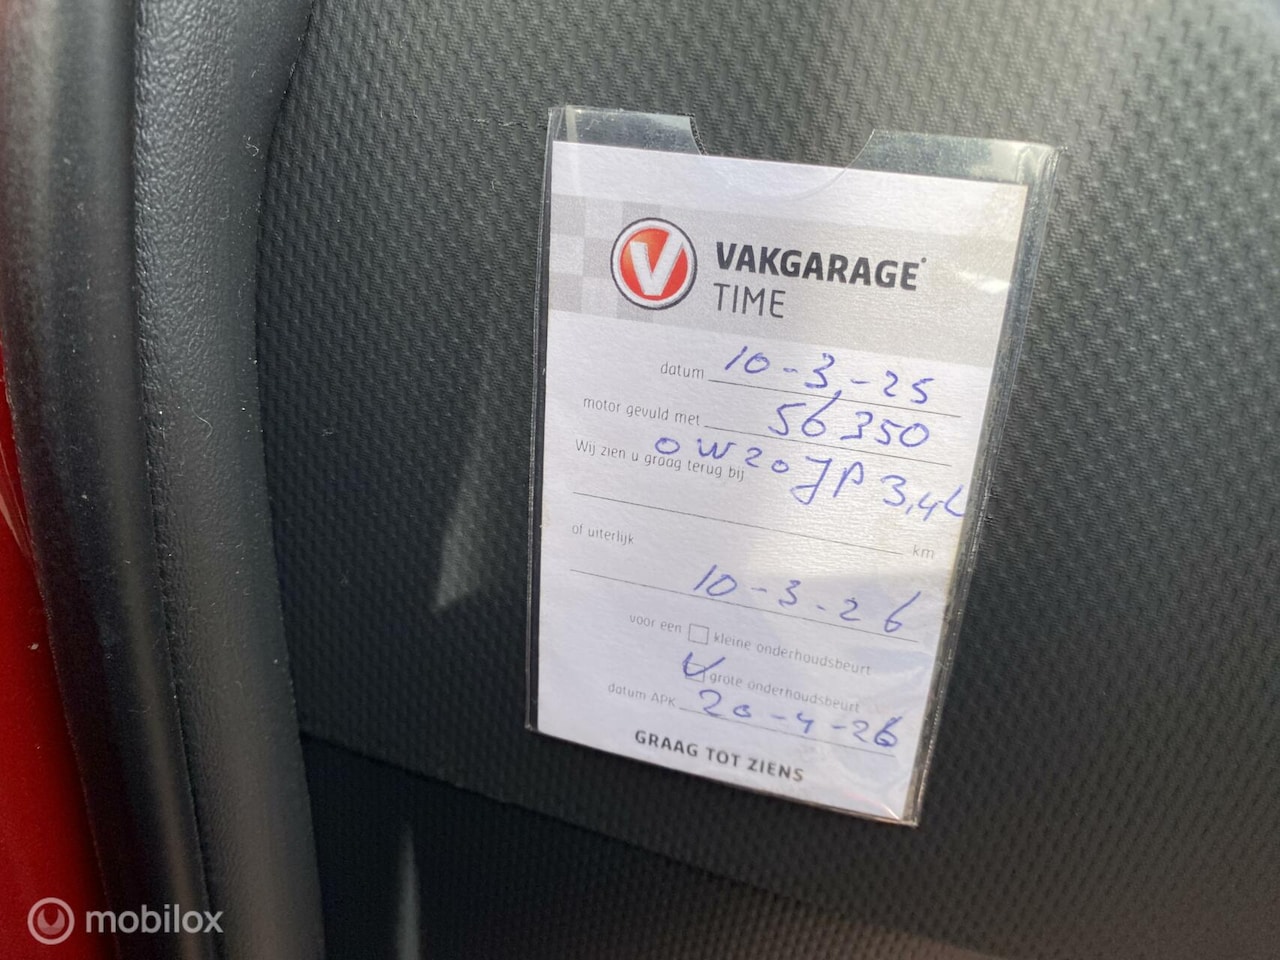 VAKGARAGE
TIME
datum 10-3-25
motor gevuld met 56350
Wij zien u graag terug bij 0W20 JP 3,4L
km
of uiterlijk
10-3-26
voor een kleine onderhoudsbeurt
grote onderhoudsbeurt
datum APK 20-4-26
GRAAG TOT ZIENS
mobilox